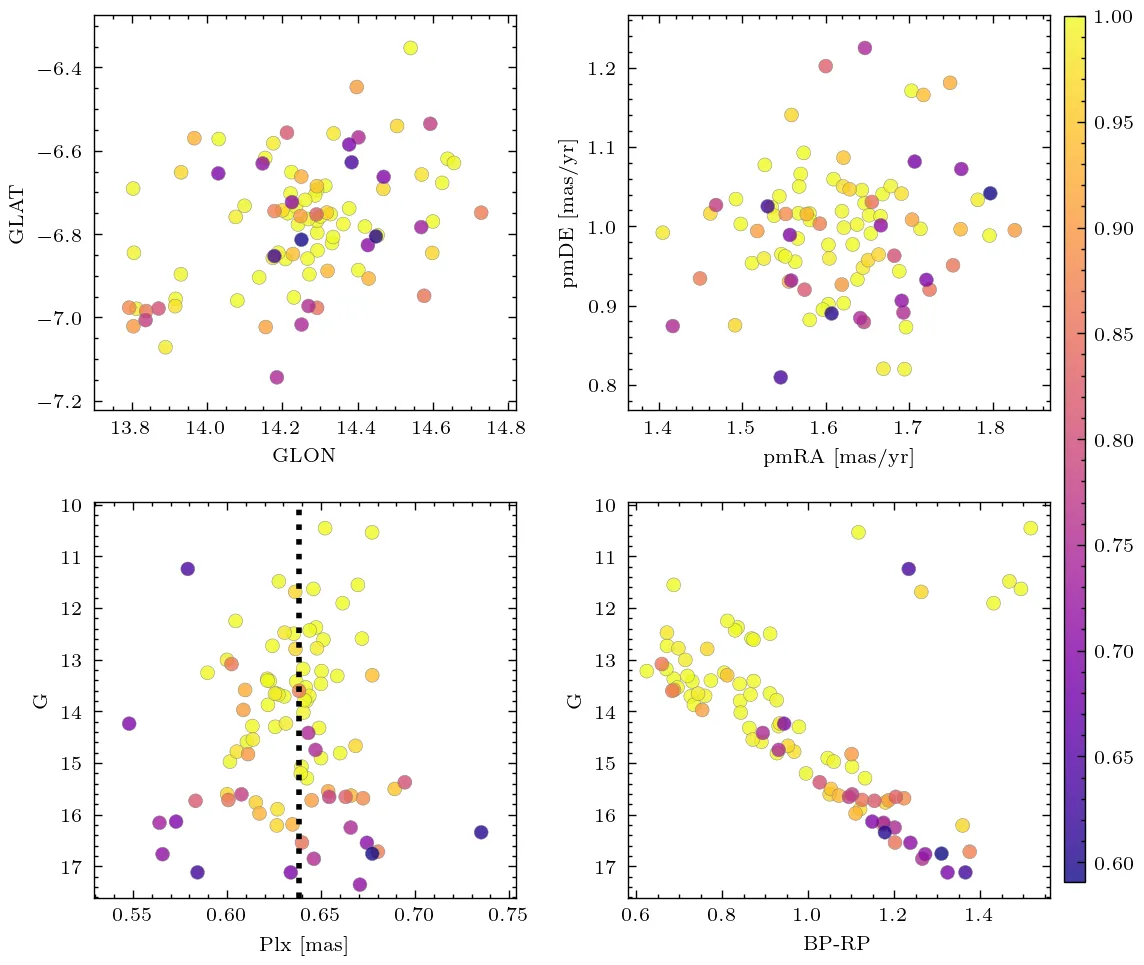 −6.4
−6.6
−6.8
−7.0
−7.2
GLAT
13.8 14.0 14.2 14.4 14.6 14.8
GLON
1.2
1.1
1.0
0.9
0.8
pmDE [mas/yr]
1.4 1.5 1.6 1.7 1.8
pmRA [mas/yr]
10
11
12
13
14
15
16
17
G
0.55 0.60 0.65 0.70 0.75
Plx [mas]
10
11
12
13
14
15
16
17
G
0.6 0.8 1.0 1.2 1.4
BP-RP
1.00
0.95
0.90
0.85
0.80
0.75
0.70
0.65
0.60